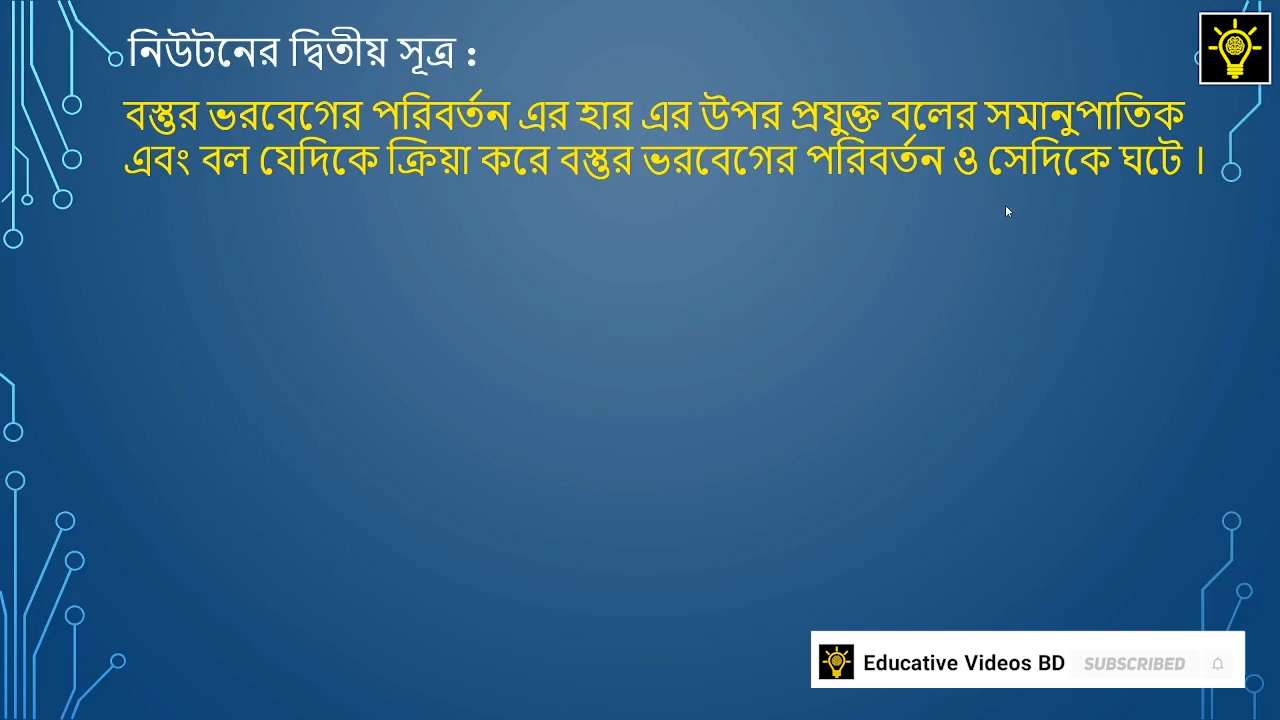 নিউটনের দ্বিতীয় সূত্র :
বস্তুর ভরবেগের পরিবর্তন এর হার এর উপর প্রযুক্ত বলের সমানুপাতিক
এবং বল যেদিকে ক্রিয়া করে বস্তুর ভরবেগের পরিবর্তন ও সেদিকে ঘটে ।
Educative Videos BD SUBSCRIBED